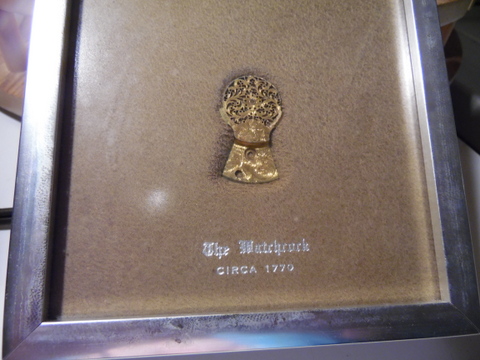 The Watchcock
CIRCA 1770